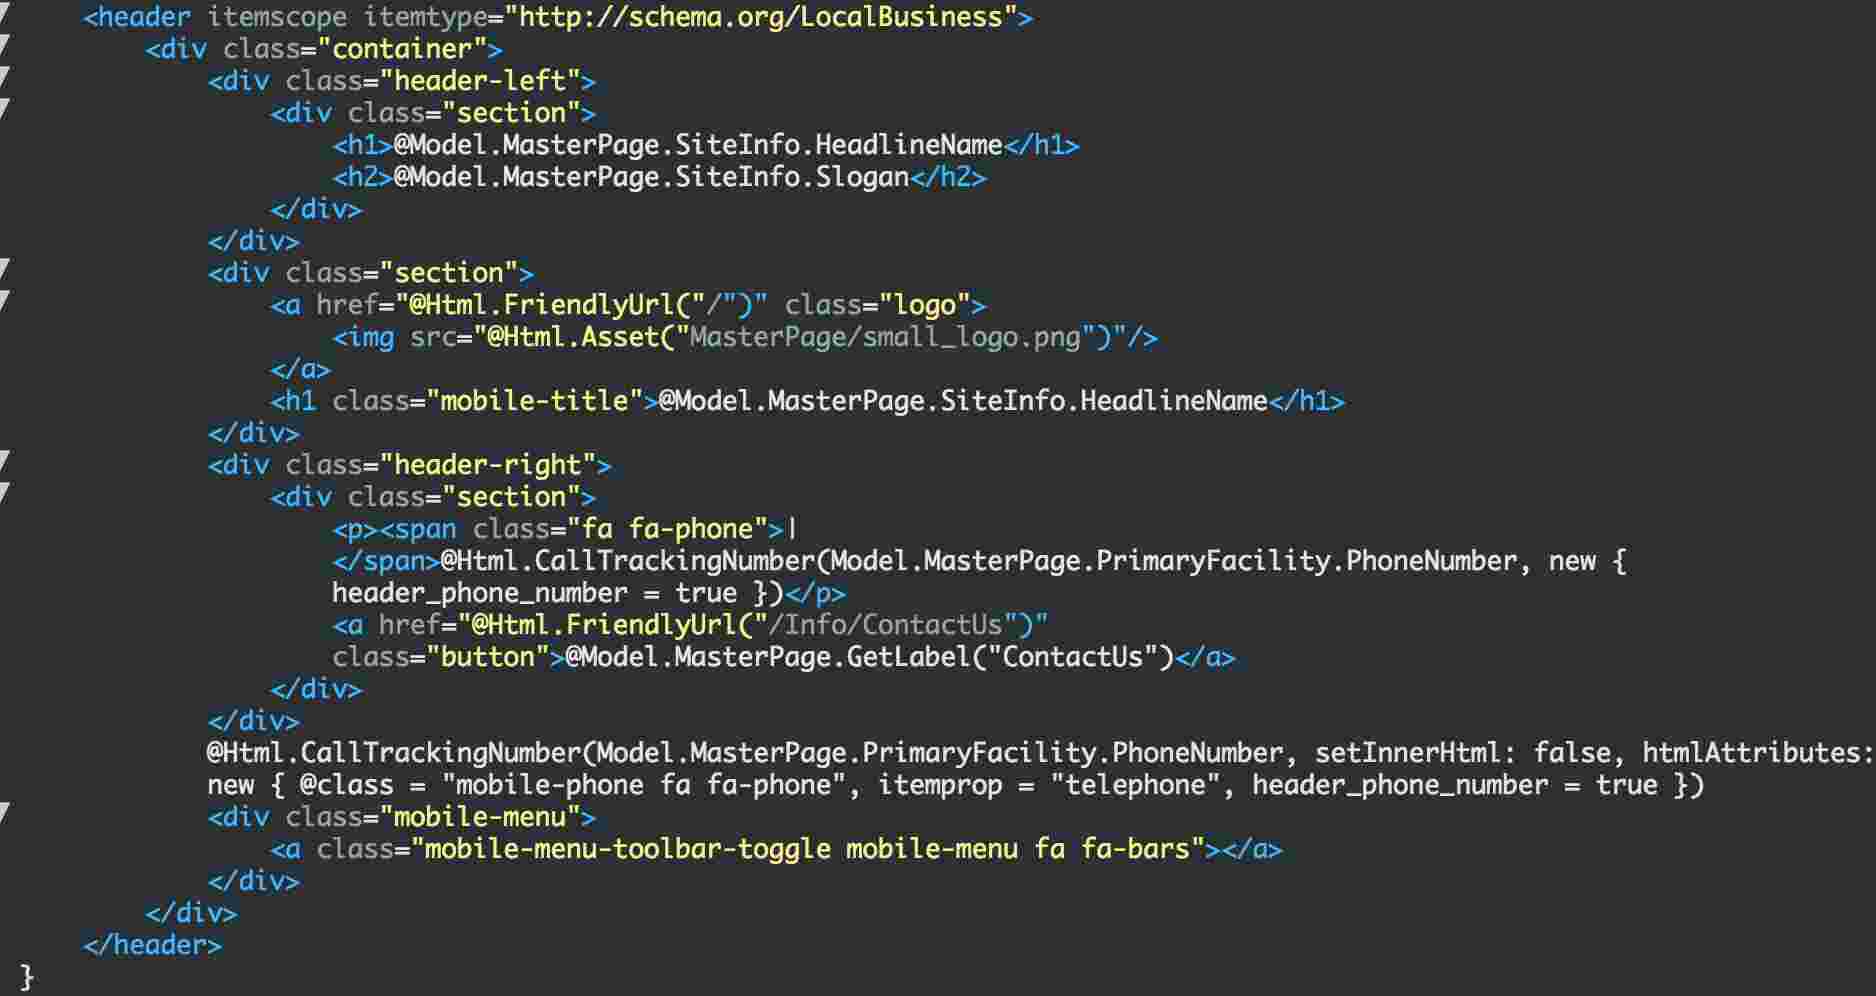 <header itemscope itemtype="http://schema.org/LocalBusiness">
<div class="container">
<div class="header-left">
<div class="section">
<h1>@Model.MasterPage.SiteInfo.HeadlineName</h1>
<h2>@Model.MasterPage.SiteInfo.Slogan</h2>
</div>
</div>
<div class="section">
<a href="@Html.FriendlyUrl("/")" class="logo">
<img src="@Html.Asset("MasterPage/small_logo.png")"/>
</a>
<h1 class="mobile-title">@Model.MasterPage.SiteInfo.HeadlineName</h1>
</div>
<div class="header-right">
<div class="section">
<p><span class="fa fa-phone">|
</span>@Html.CallTrackingNumber(Model.MasterPage.PrimaryFacility.PhoneNumber, new {
header_phone_number = true })</p>
<a href="@Html.FriendlyUrl("/Info/ContactUs")"
class="button">@Model.MasterPage.GetLabel("ContactUs")</a>
</div>
</div>
@Html.CallTrackingNumber(Model.MasterPage.PrimaryFacility.PhoneNumber, setInnerHtml: false, htmlAttributes:
new { @class = "mobile-phone fa fa-phone", itemprop = "telephone", header_phone_number = true })
<div class="mobile-menu">
<a class="mobile-menu-toolbar-toggle mobile-menu fa fa-bars"></a>
</div>
</div>
</header>
}